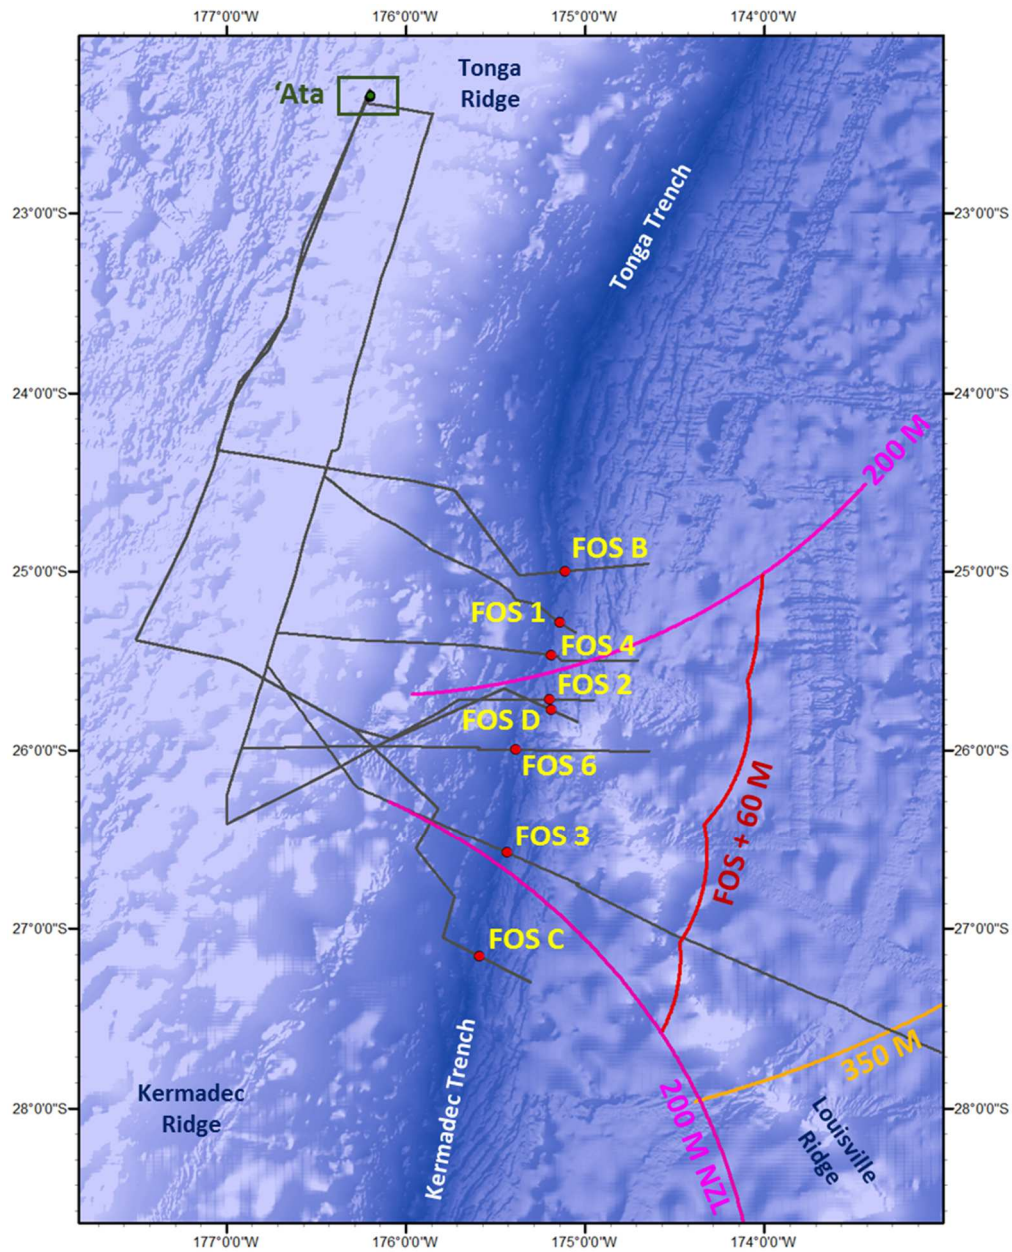 177°0'0"W
176°0'0"W
175°0'0"W
174°0'0"W
'Ata
Tonga
Ridge
Tonga Trench
23°0'0"S
23°0'0"S
24°0'0"S
24°0'0"S
200 M
25°0'0"S
25°0'0"S
FOS B
FOS 1
FOS 4
FOS 2
FOS D
26°0'0"S
26°0'0"S
FOS 6
FOS + 60 M
FOS 3
27°0'0"S
27°0'0"S
FOS C
350 M
Kermadec Trench
200 M NZL
Kermadec
Ridge
28°0'0"S
28°0'0"S
Louisville
Ridge
177°0'0"W
176°0'0"W
175°0'0"W
174°0'0"W